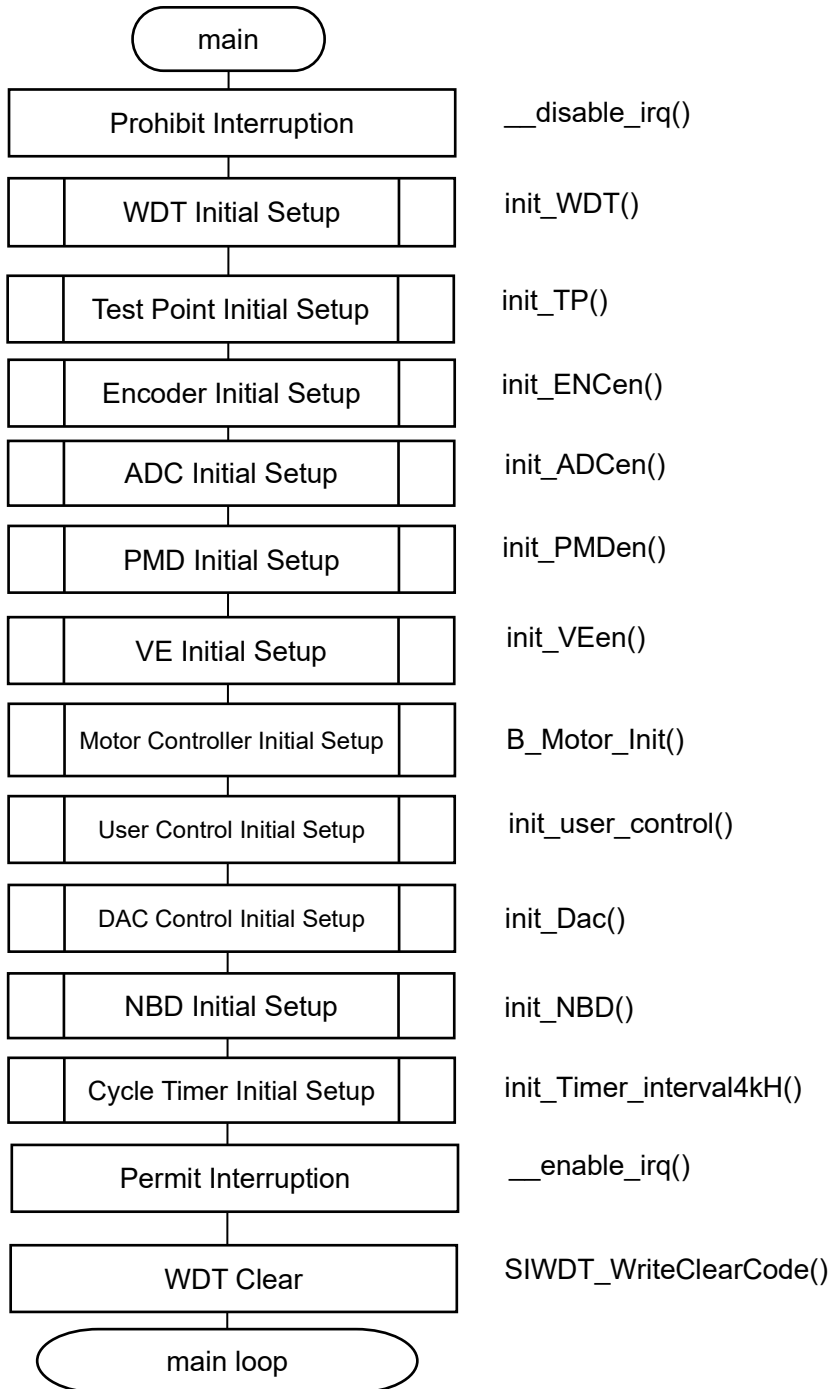 main
Prohibit Interruption __disable_irq()
WDT Initial Setup init_WDT()
Test Point Initial Setup init_TP()
Encoder Initial Setup init_ENCen()
ADC Initial Setup init_ADCen()
PMD Initial Setup init_PMDen()
VE Initial Setup init_VEen()
Motor Controller Initial Setup B_Motor_Init()
User Control Initial Setup init_user_control()
DAC Control Initial Setup init_Dac()
NBD Initial Setup init_NBD()
Cycle Timer Initial Setup init_Timer_interval4kH()
Permit Interruption __enable_irq()
WDT Clear SIWDT_WriteClearCode()
main loop